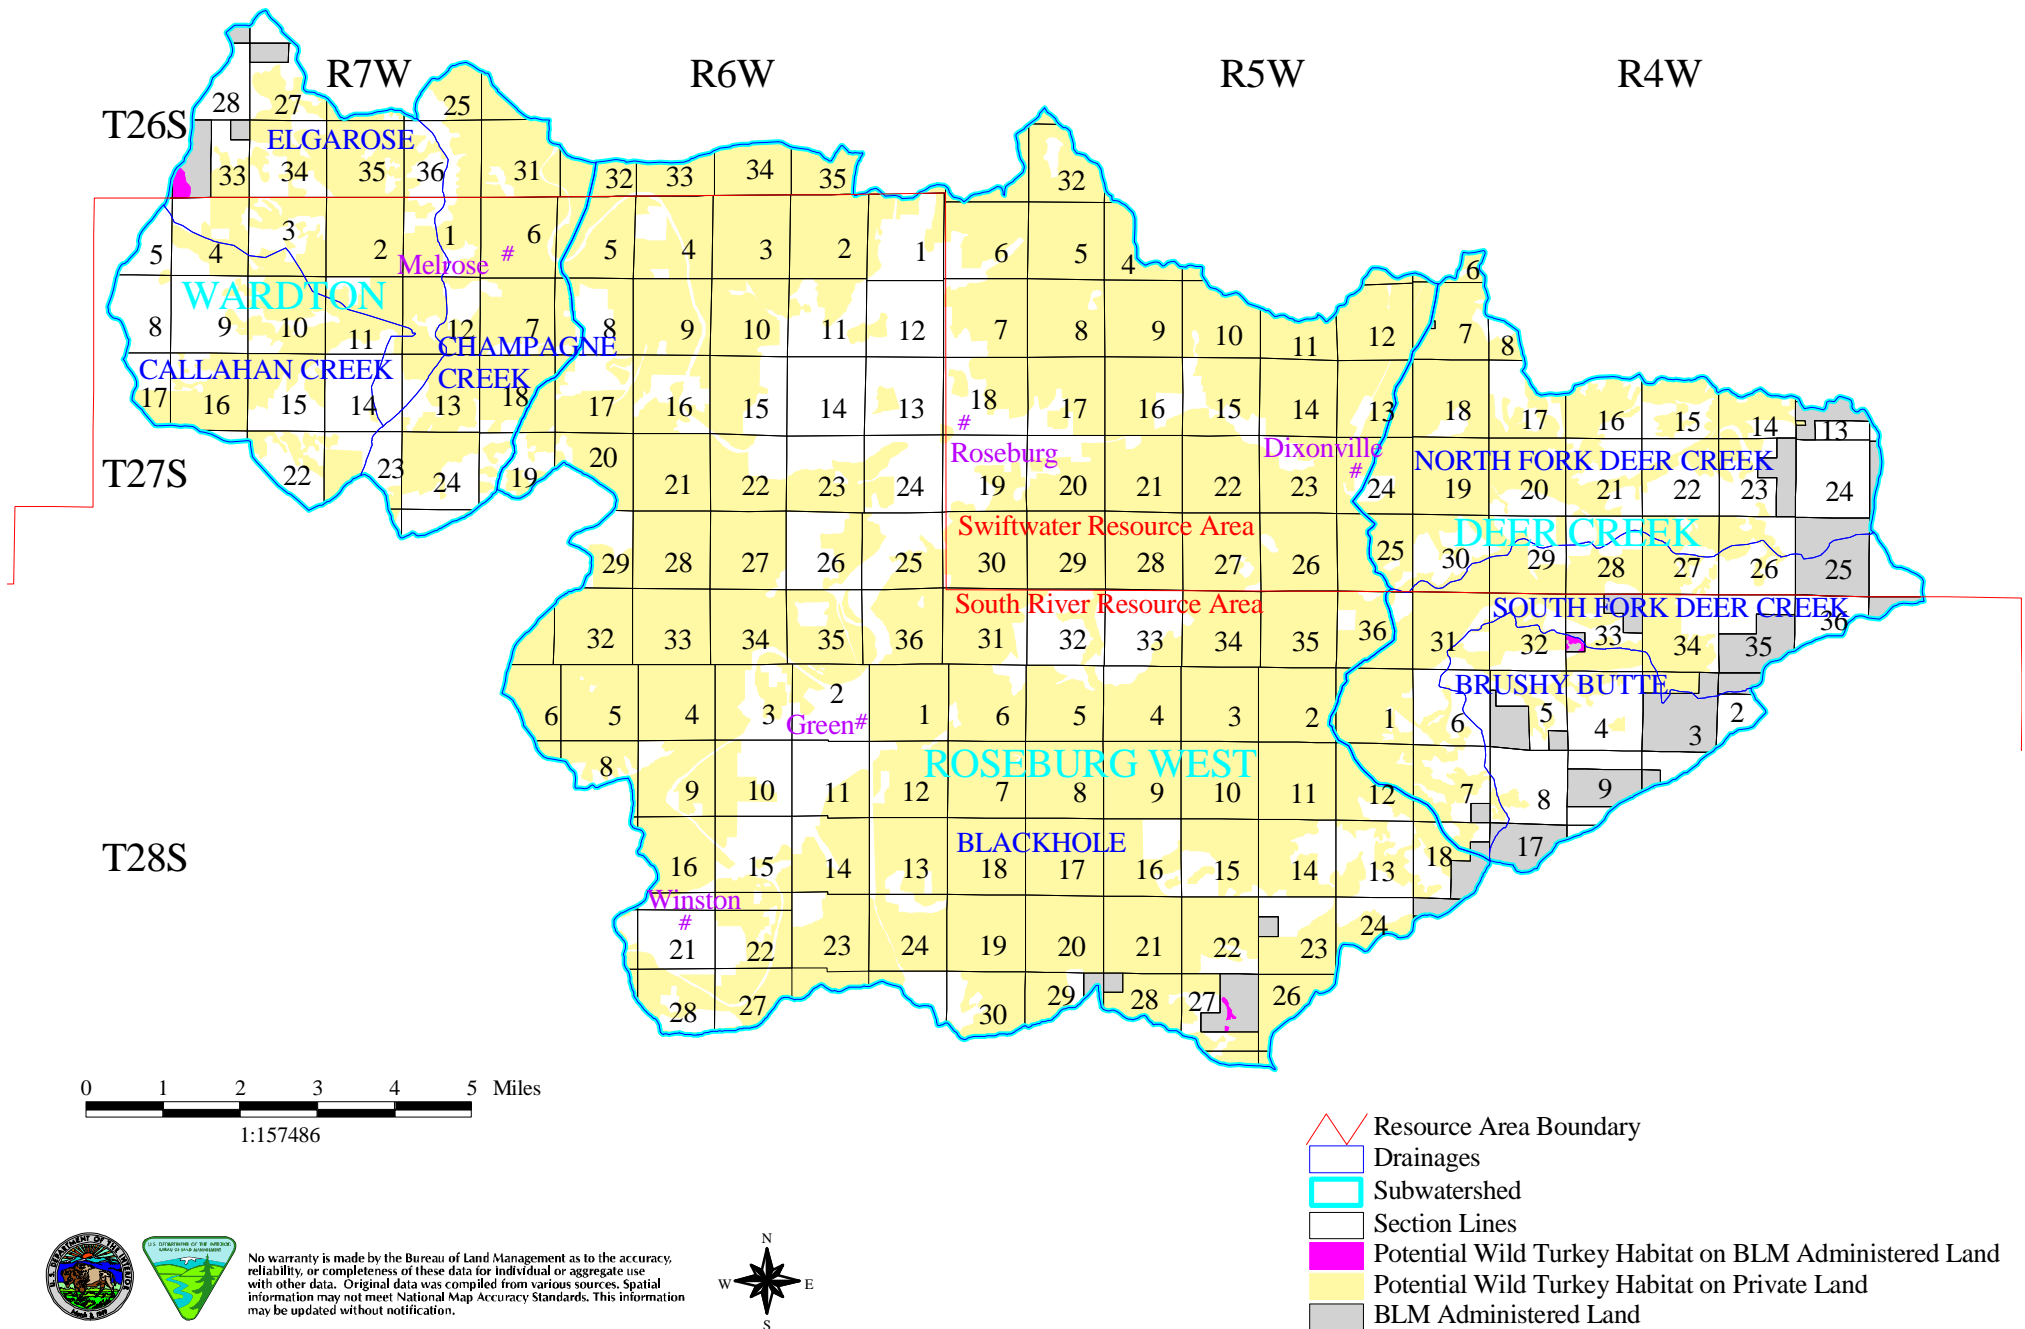 R7W R6W R5W R4W
28 27 25
T26S
ELGAROSE
33 34 35 36 31 32 33 34 35 32
5 4 3 2 1 6 5 4 3 2 1 6 5 4 6
Melrose #
WARDTON
8 9 10 11 12 7 8 9 10 11 12 7 8 9 10 11 12 7 8
CHAMPAGNE
CALLAHAN CREEK
CREEK
17 16 15 14 13 18 17 16 15 14 13 18 17 16 15 14 13 18 17 16 15 14 13
#
Roseburg
Dixonville
#
NORTH FORK DEER CREEK
T27S
22 23 24 19 20 21 22 23 24 19 20 21 22 23 24 19 20 21 22 23 24
Swiftwater Resource Area
DEER CREEK
29 28 27 26 25 30 29 28 27 26 25 30 29 28 27 26 25
South River Resource Area
SOUTH FORK DEER CREEK
32 33 34 35 36 31 32 33 34 35 36 31 32 33 34 35 36
BRUSHY BUTTE
6 5 4 3 2 1 6 5 4 3 2 1 6 5 4 3 2
Green#
ROSEBURG WEST
8 9 10 11 12 7 8 9 10 11 12 7 8 9
BLACKHOLE
T28S
16 15 14 13 18 17 16 15 14 13 18 17
Winston
#
21 22 23 24 19 20 21 22 23 24
28 27 30 29 28 27 26
0 1 2 3 4 5 Miles
1:157486
Resource Area Boundary
Drainages
Subwatershed
Section Lines
Potential Wild Turkey Habitat on BLM Administered Land
Potential Wild Turkey Habitat on Private Land
BLM Administered Land
U.S. DEPARTMENT OF THE INTERIOR
March 3, 1849
U.S. DEPARTMENT OF THE INTERIOR
BUREAU OF LAND MANAGEMENT
No warranty is made by the Bureau of Land Management as to the accuracy,
reliability, or completeness of these data for individual or aggregate use
with other data. Original data was compiled from various sources. Spatial
information may not meet National Map Accuracy Standards. This information
may be updated without notification.
N
W E
S